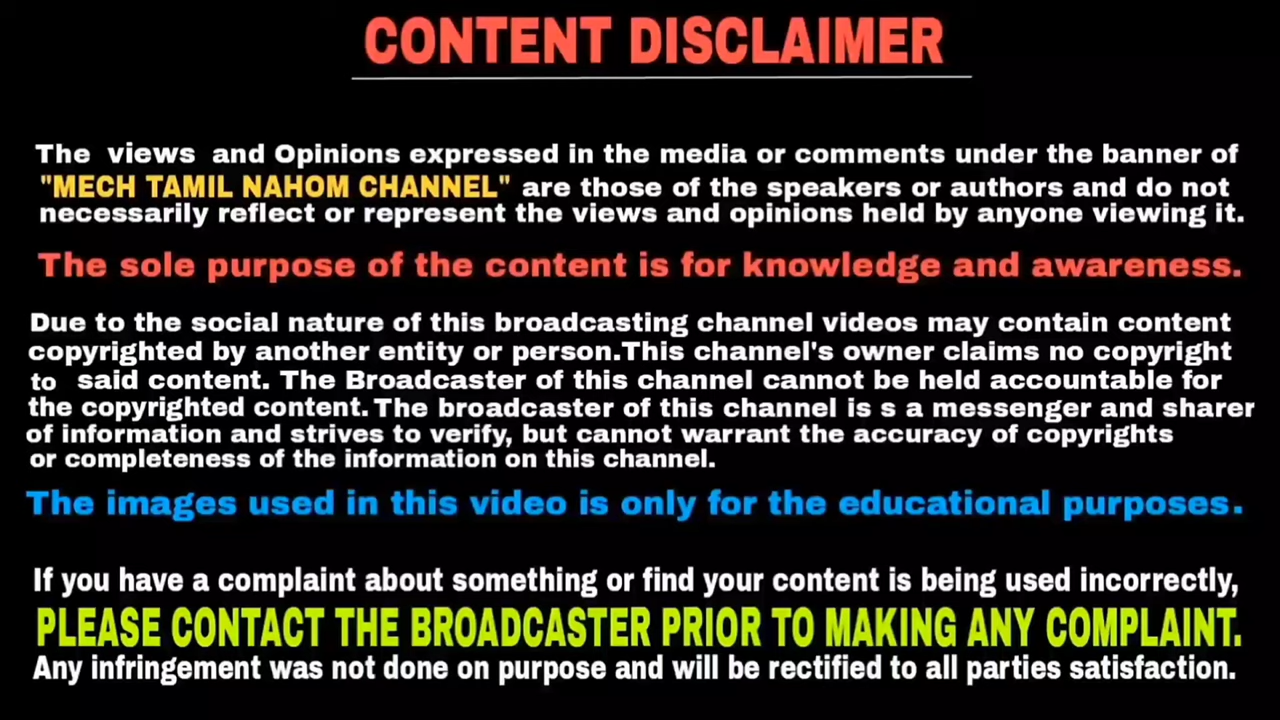 CONTENT DISCLAIMER
The views and Opinions expressed in the media or comments under the banner of
"MECH TAMIL NAHOM CHANNEL" are those of the speakers or authors and do not
necessarily reflect or represent the views and opinions held by anyone viewing it.
The sole purpose of the content is for knowledge and awareness.
Due to the social nature of this broadcasting channel videos may contain content
copyrighted by another entity or person.This channel's owner claims no copyright
to said content. The Broadcaster of this channel cannot be held accountable for
the copyrighted content. The broadcaster of this channel is s a messenger and sharer
of information and strives to verify, but cannot warrant the accuracy of copyrights
or completeness of the information on this channel.
The images used in this video is only for the educational purposes.
If you have a complaint about something or find your content is being used incorrectly,
PLEASE CONTACT THE BROADCASTER PRIOR TO MAKING ANY COMPLAINT.
Any infringement was not done on purpose and will be rectified to all parties satisfaction.